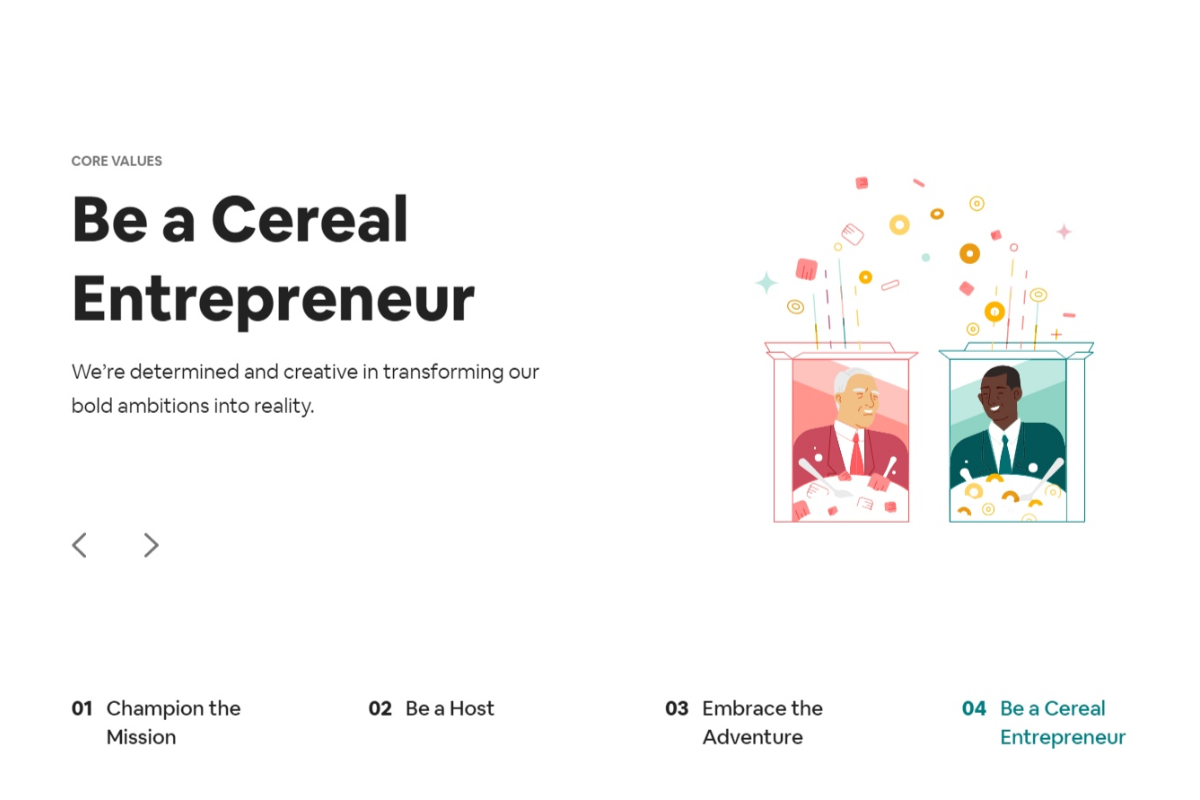 CORE VALUES
Be a Cereal
Entrepreneur
We’re determined and creative in transforming our
bold ambitions into reality.
01 Champion the
Mission
02 Be a Host
03 Embrace the
Adventure
04 Be a Cereal
Entrepreneur